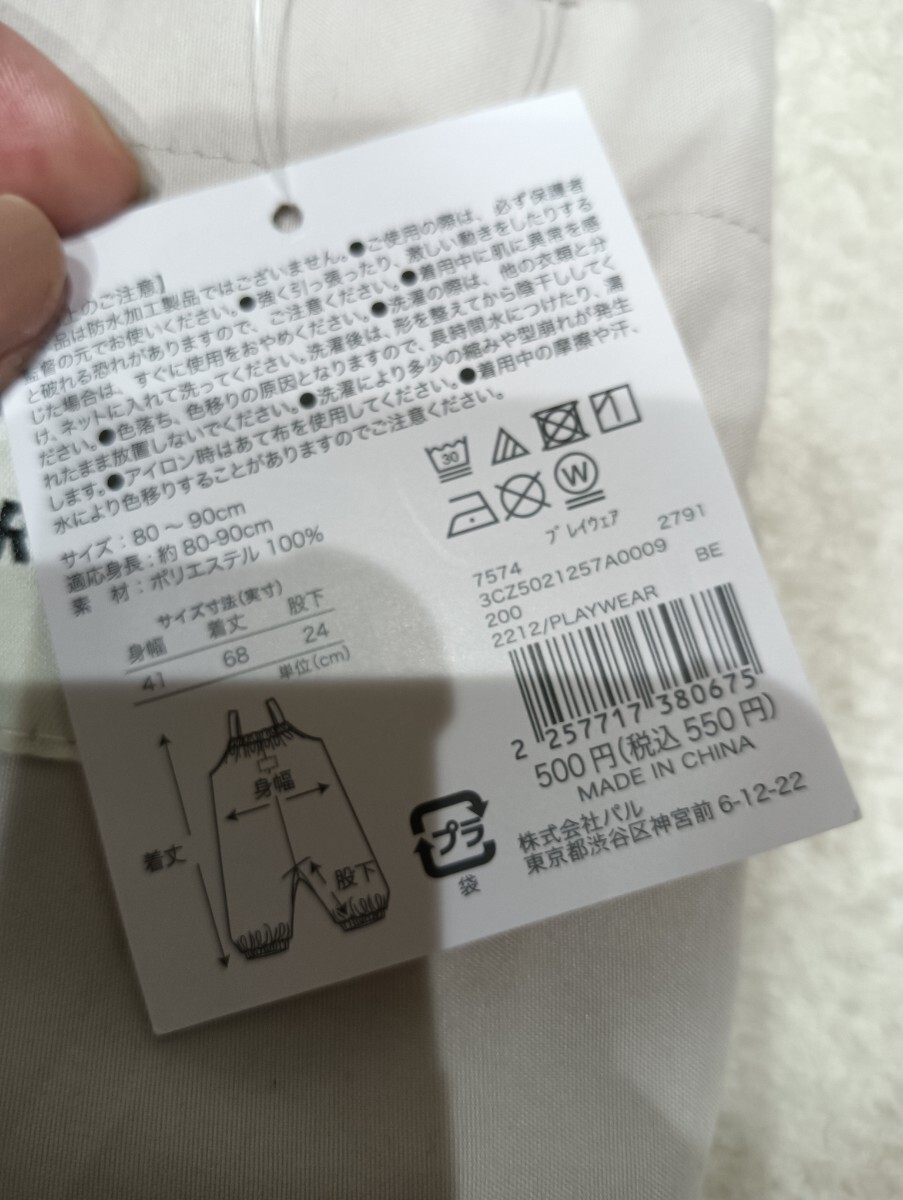 上のご注意】
品は防水加工製品ではございません。●ご使用の際は、必ず保護者
監督の元でお使いください。●強く引っ張ったり、激しい動きをしたりする
と破れる恐れがありますので、ご注意ください。●着用中に肌に異常を感
じた場合は、すぐに使用をおやめください。●洗濯の際は、他の衣類と分
け、ネットに入れて洗ってください。洗濯後は、形を整えてから陰干ししてく
ださい。●色落ち、色移りの原因となりますので、長時間水につけたり、濡
れたまま放置しないでください。●洗濯により多少の縮みや型崩れが発生
します。●アイロン時はあて布を使用してください。●着用中の摩擦や汗、
水により色移りすることがありますのでご注意ください。
30
W
サイズ：80～90cm
適応身長：約80-90cm
素　材：ポリエステル 100%
サイズ寸法(実寸)
身幅 着丈 股下
41 68 24
単位(cm)
身幅
着丈
股下
プレイウェア
7574 2791
3CZ5021257A0009
200 BE
2212/PLAYWEAR
2 257717 380675
500円(税込 550円)
MADE IN CHINA
株式会社パル
東京都渋谷区神宮前 6-12-22
プラ
袋